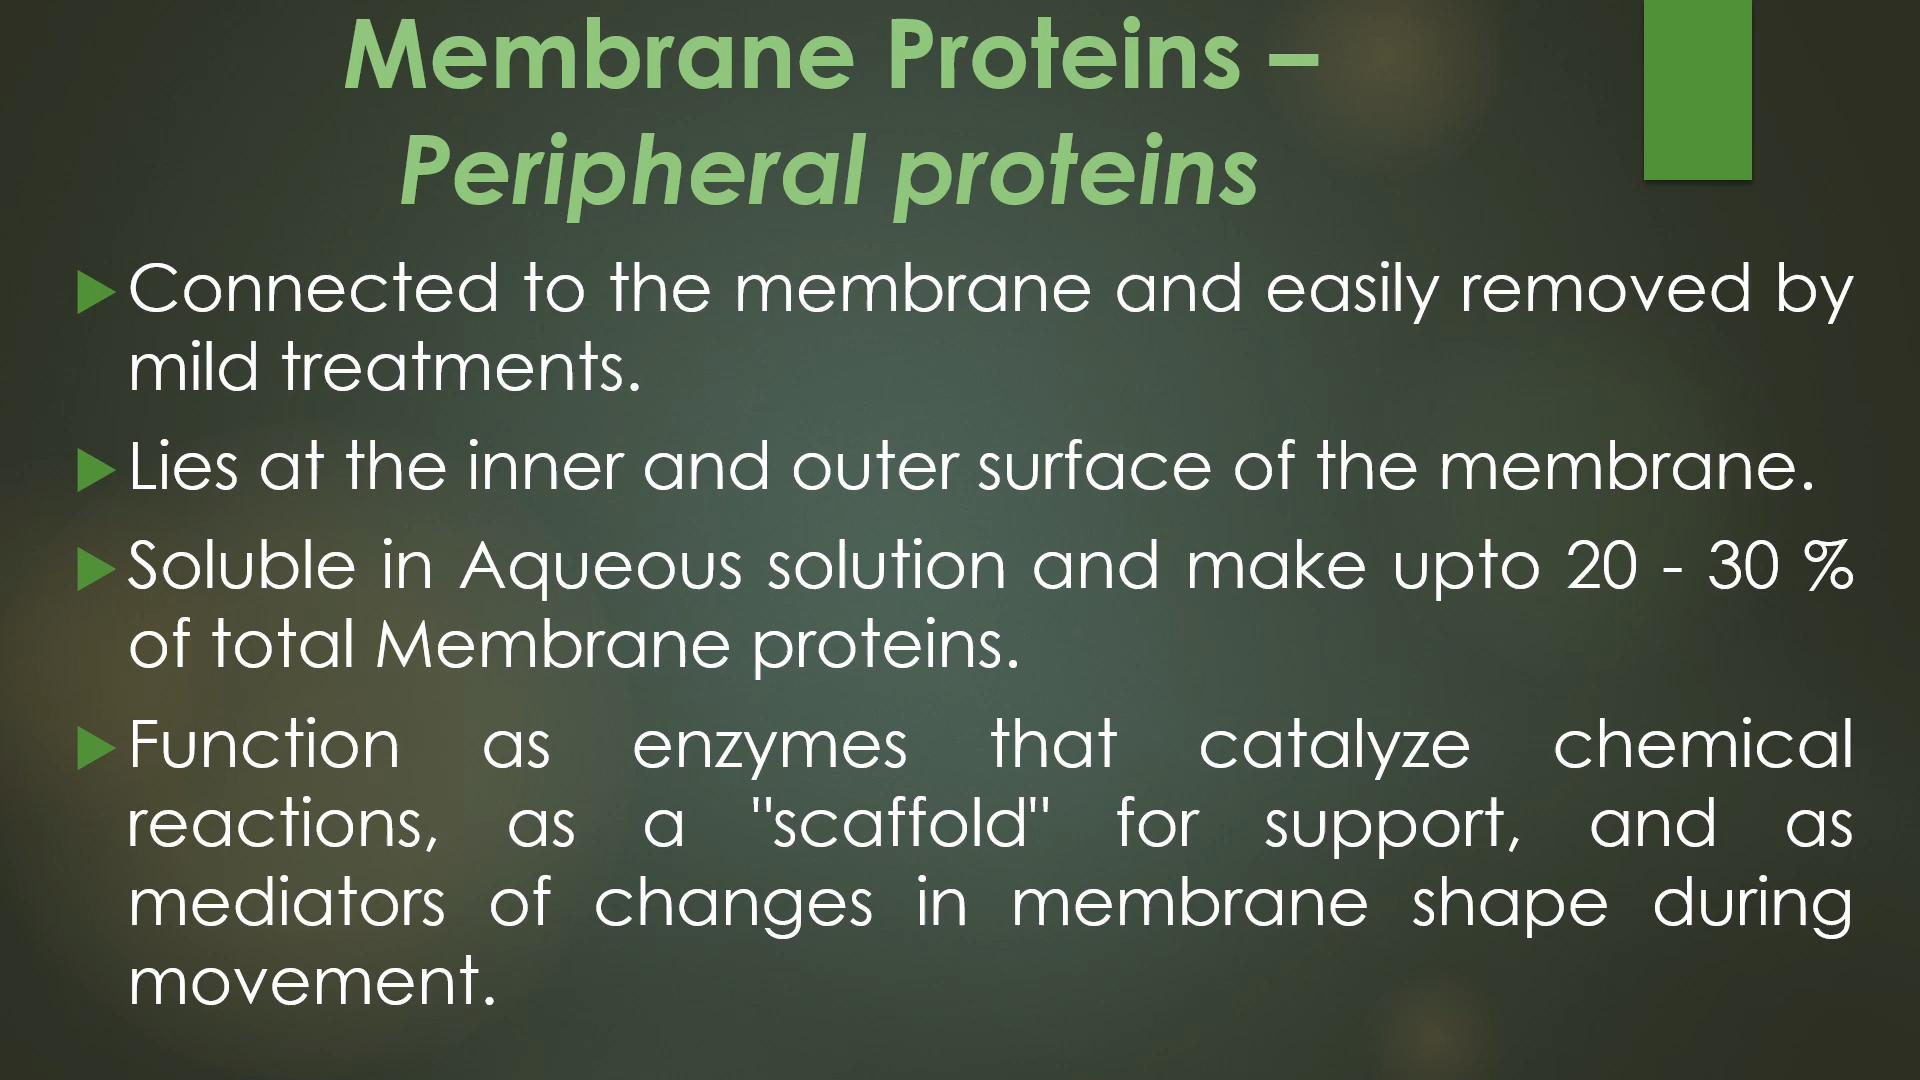 Membrane Proteins –
Peripheral proteins
Connected to the membrane and easily removed by
mild treatments.
Lies at the inner and outer surface of the membrane.
Soluble in Aqueous solution and make upto 20 - 30 %
of total Membrane proteins.
Function as enzymes that catalyze chemical
reactions, as a "scaffold" for support, and as
mediators of changes in membrane shape during
movement.